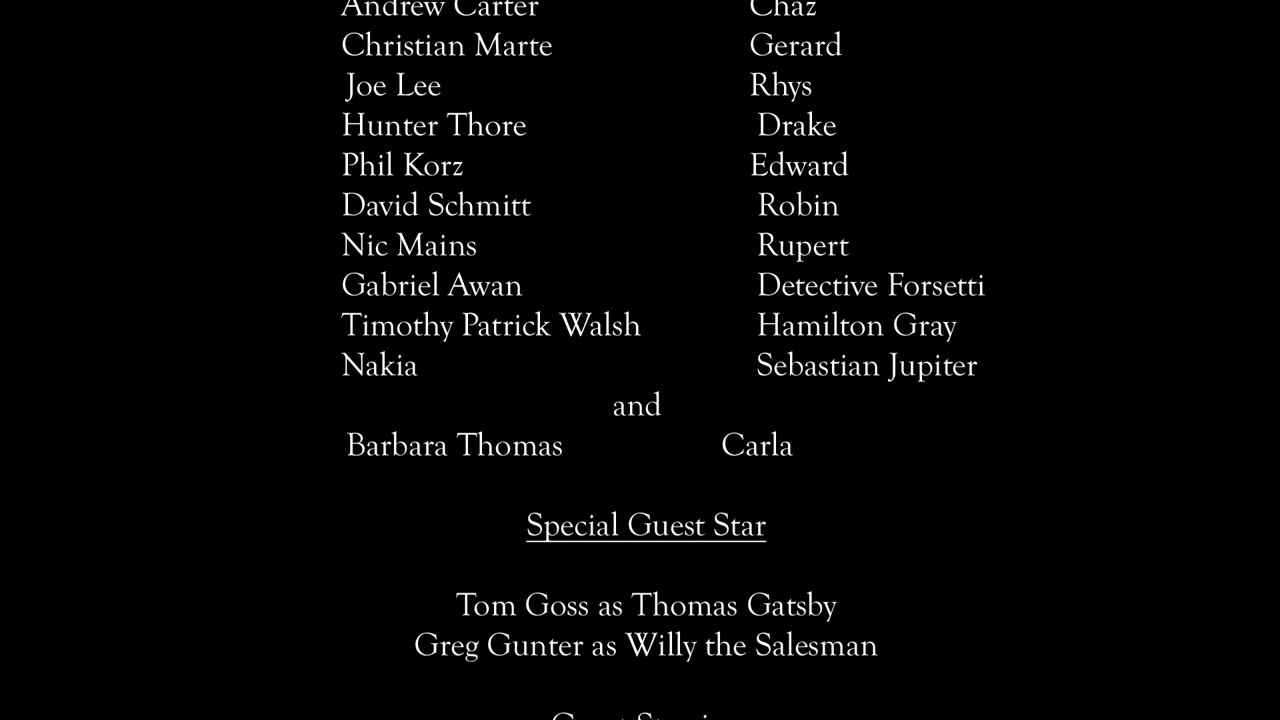 Andrew Carter Chaz
Christian Marte Gerard
Joe Lee Rhys
Hunter Thore Drake
Phil Korz Edward
David Schmitt Robin
Nic Mains Rupert
Gabriel Awan Detective Forsetti
Timothy Patrick Walsh Hamilton Gray
Nakia Sebastian Jupiter
and
Barbara Thomas Carla
Special Guest Star
Tom Goss as Thomas Gatsby
Greg Gunter as Willy the Salesman